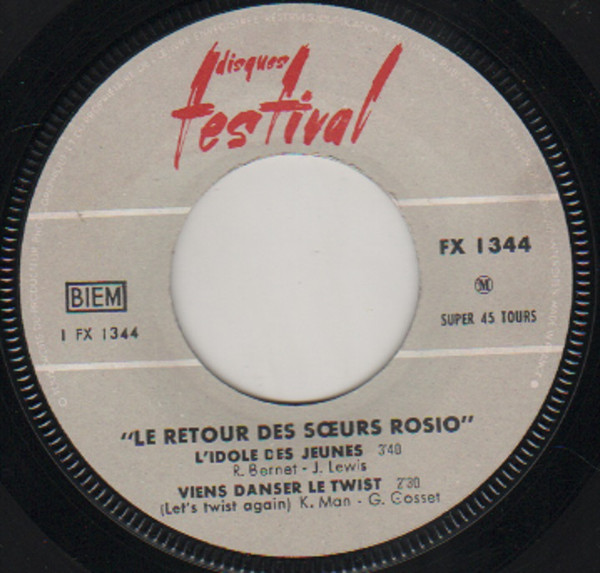 disques
festival
FX 1344
BIEM
M
1 FX 1344
SUPER 45 TOURS
"LE RETOUR DES SŒURS ROSIO"
L'IDOLE DES JEUNES 3'40
R. Bernet - J. Lewis
VIENS DANSER LE TWIST 2'30
(Let's twist again) K. Man - G. Cosset